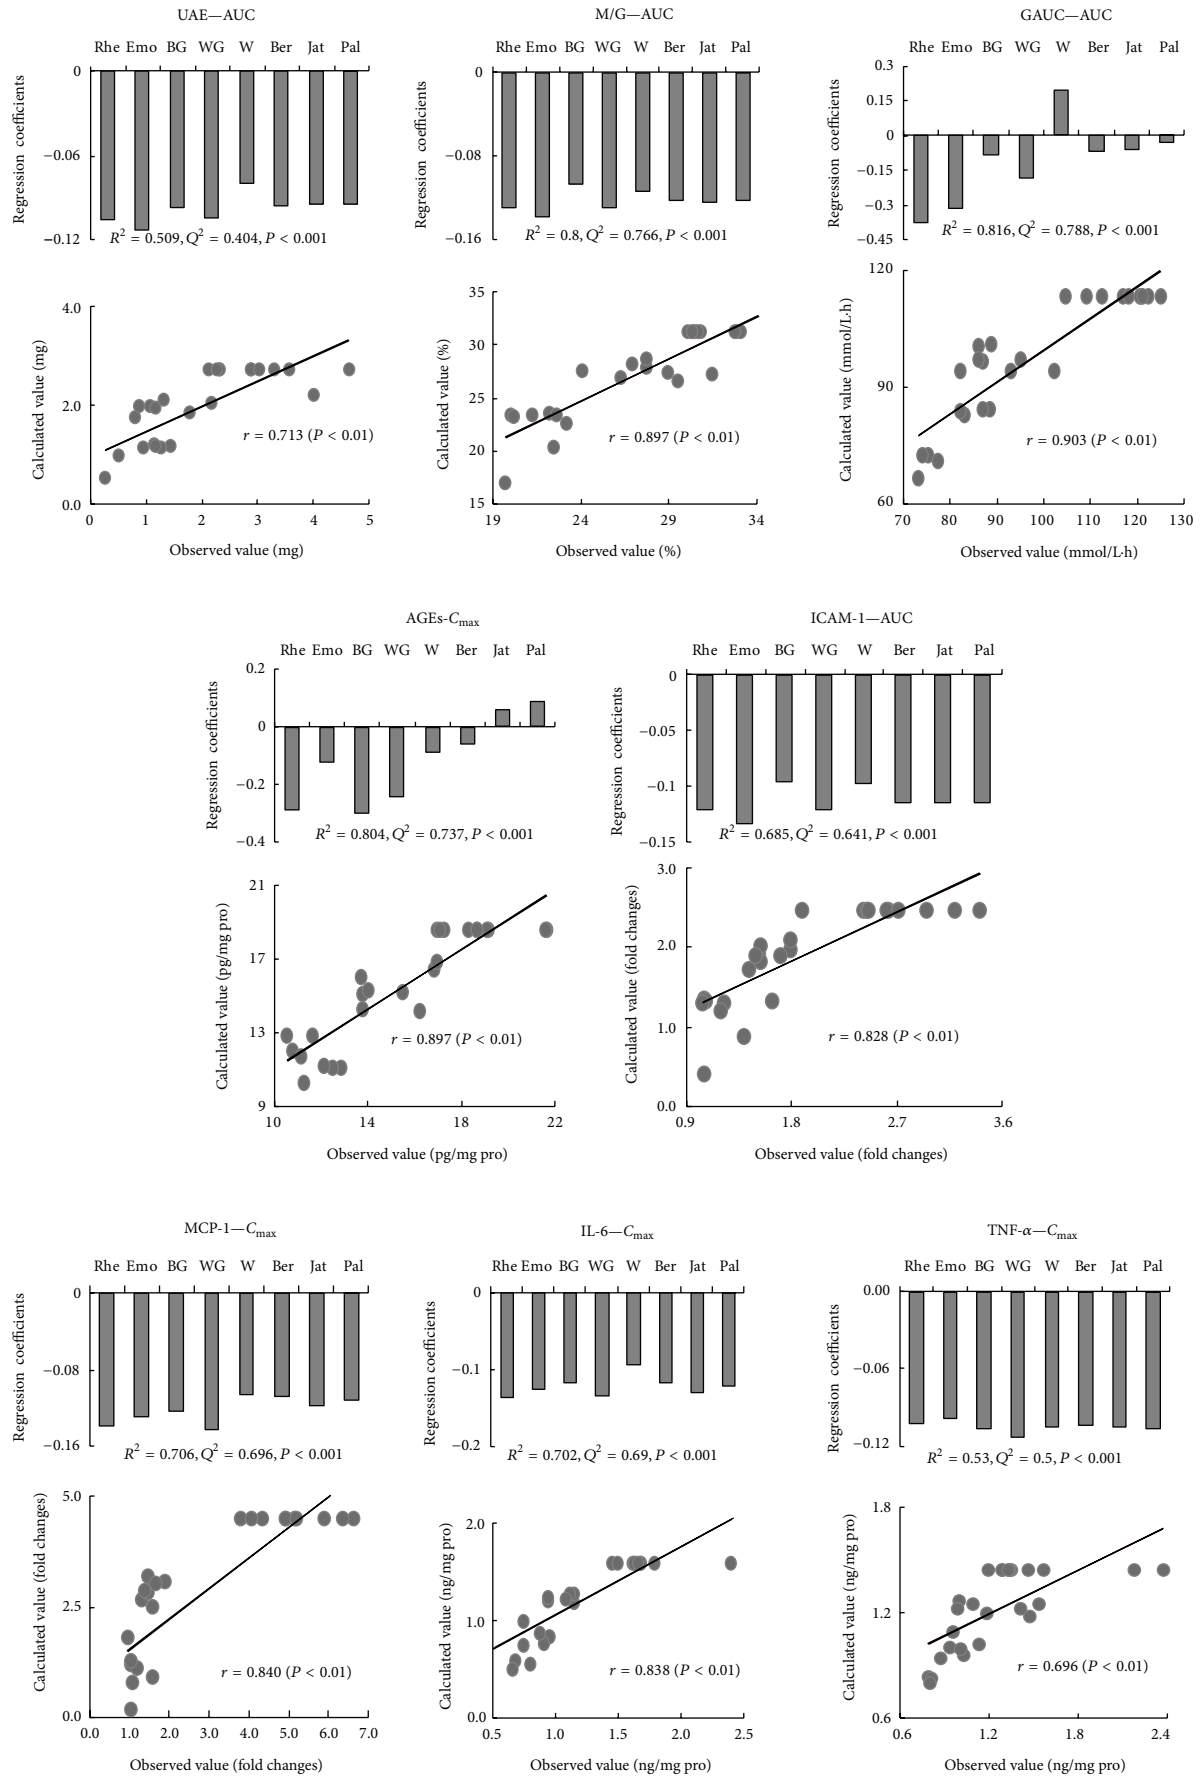 UAE—AUC
Rhe Emo BG WG W Ber Jat Pal
0
−0.06
−0.12
Regression coefficients
R² = 0.509, Q² = 0.404, P < 0.001
4.0
2.0
0.0
Calculated value (mg)
r = 0.713 (P < 0.01)
0 1 2 3 4 5
Observed value (mg)
M/G—AUC
Rhe Emo BG WG W Ber Jat Pal
0
−0.08
−0.16
Regression coefficients
R² = 0.8, Q² = 0.766, P < 0.001
35
30
25
20
15
Calculated value (%)
r = 0.897 (P < 0.01)
19 24 29 34
Observed value (%)
GAUC—AUC
Rhe Emo BG WG W Ber Jat Pal
0.3
0.15
0
−0.15
−0.3
−0.45
Regression coefficients
R² = 0.816, Q² = 0.788, P < 0.001
120
90
60
Calculated value (mmol/L·h)
r = 0.903 (P < 0.01)
70 80 90 100 110 120 130
Observed value (mmol/L·h)
AGEs-Cmax
Rhe Emo BG WG W Ber Jat Pal
0.2
0
−0.2
−0.4
Regression coefficients
R² = 0.804, Q² = 0.737, P < 0.001
21
17
13
9
Calculated value (pg/mg pro)
r = 0.897 (P < 0.01)
10 14 18 22
Observed value (pg/mg pro)
ICAM-1—AUC
Rhe Emo BG WG W Ber Jat Pal
0
−0.05
−0.1
−0.15
Regression coefficients
R² = 0.685, Q² = 0.641, P < 0.001
3.0
2.0
1.0
0.0
Calculated value (fold changes)
r = 0.828 (P < 0.01)
0.9 1.8 2.7 3.6
Observed value (fold changes)
MCP-1—Cmax
Rhe Emo BG WG W Ber Jat Pal
0
−0.08
−0.16
Regression coefficients
R² = 0.706, Q² = 0.696, P < 0.001
5.0
2.5
0.0
Calculated value (fold changes)
r = 0.840 (P < 0.01)
0.0 1.0 2.0 3.0 4.0 5.0 6.0 7.0
Observed value (fold changes)
IL-6—Cmax
Rhe Emo BG WG W Ber Jat Pal
0
−0.1
−0.2
Regression coefficients
R² = 0.702, Q² = 0.69, P < 0.001
2.0
1.0
0.0
Calculated value (ng/mg pro)
r = 0.838 (P < 0.01)
0.5 1.0 1.5 2.0 2.5
Observed value (ng/mg pro)
TNF-α—Cmax
Rhe Emo BG WG W Ber Jat Pal
0.00
−0.06
−0.12
Regression coefficients
R² = 0.53, Q² = 0.5, P < 0.001
1.8
1.2
0.6
Calculated value (ng/mg pro)
r = 0.696 (P < 0.01)
0.6 1.2 1.8 2.4
Observed value (ng/mg pro)